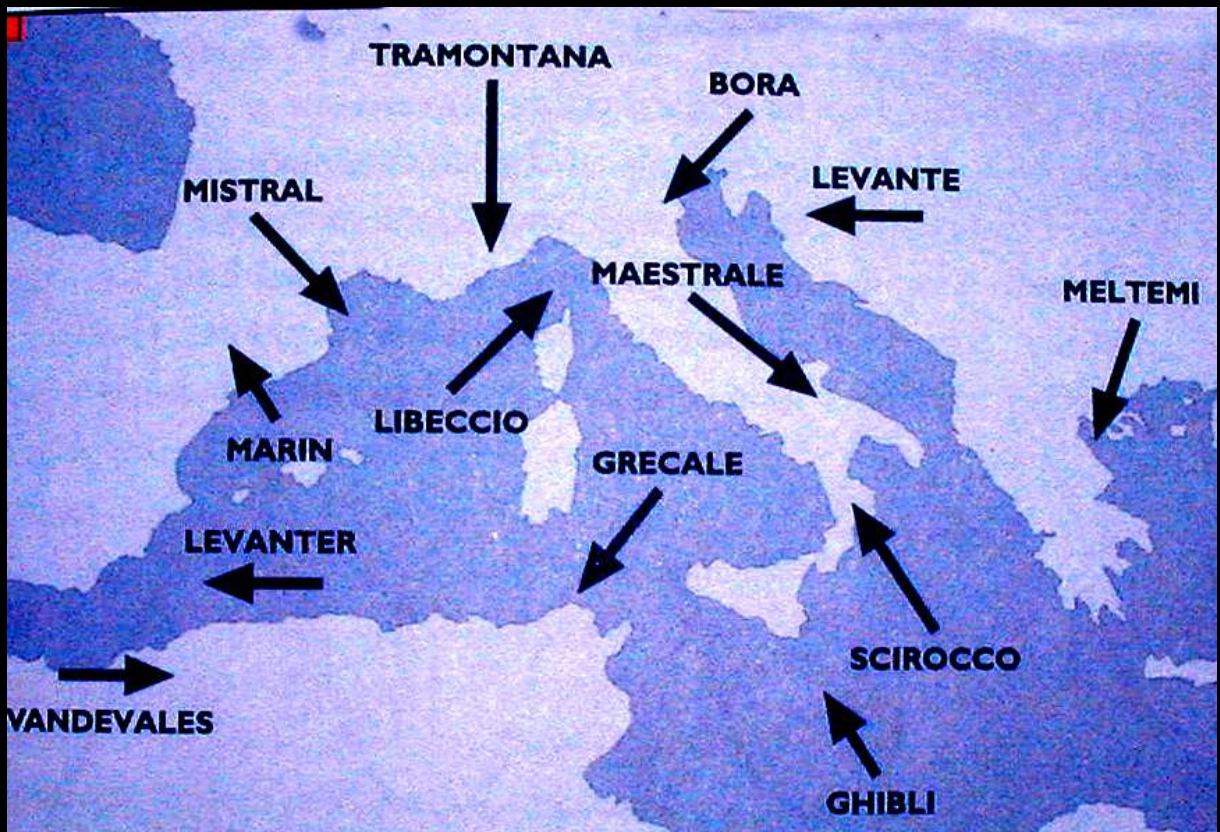 TRAMONTANA
BORA
LEVANTE
MISTRAL
MAESTRALE
MELTEMI
LIBECCIO
MARIN
GRECALE
LEVANTER
SCIROCCO
VANDEVALES
GHIBLI